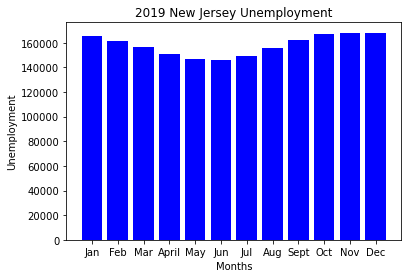 2019 New Jersey Unemployment
Unemployment
160000
140000
120000
100000
80000
60000
40000
20000
0
Jan Feb Mar April May Jun Jul Aug Sept Oct Nov Dec
Months